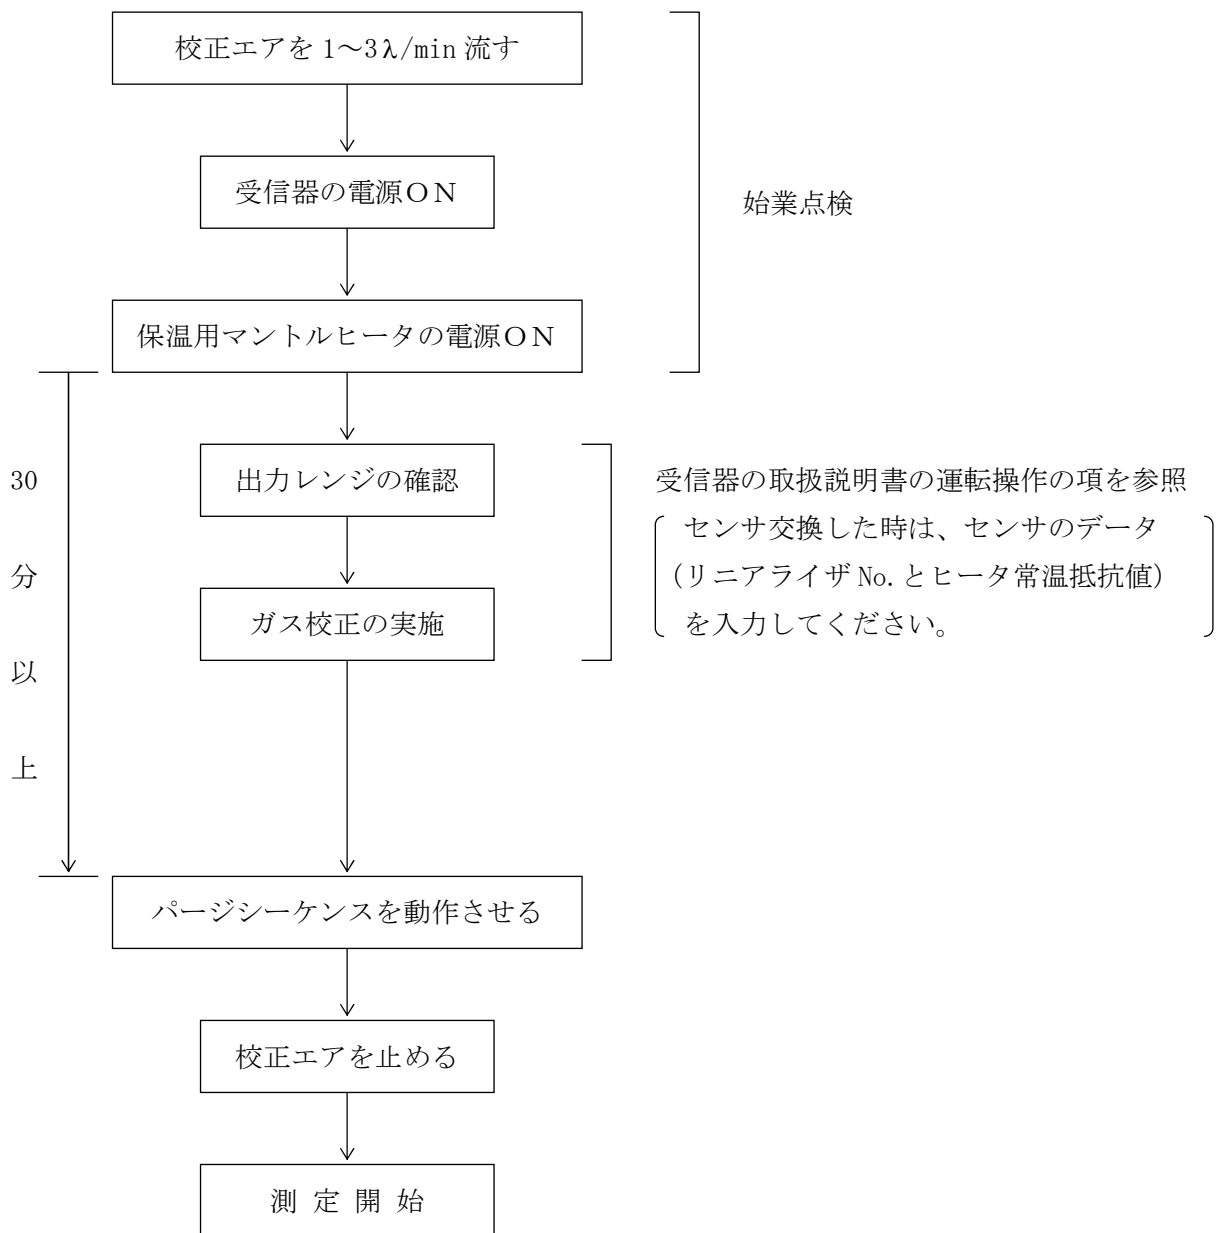 校正エアを 1～3λ/min 流す
受信器の電源ＯＮ
始業点検
保温用マントルヒータの電源ＯＮ
30
分
以
上
出力レンジの確認
ガス校正の実施
受信器の取扱説明書の運転操作の項を参照
センサ交換した時は、センサのデータ
(リニアライザ No.とヒータ常温抵抗値)
を入力してください。
パージシーケンスを動作させる
校正エアを止める
測 定 開 始